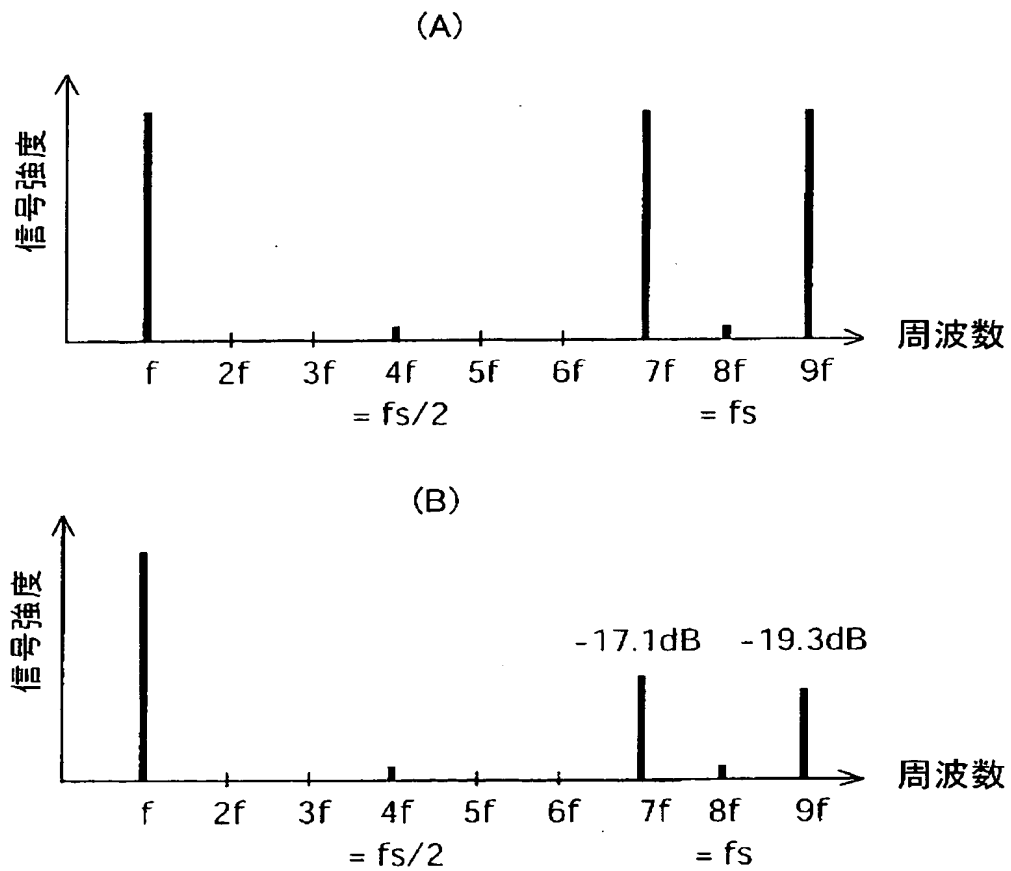 (A)
信号強度
周波数
f 2f 3f 4f 5f 6f 7f 8f 9f
= fs/2 = fs
(B)
信号強度
-17.1dB -19.3dB
周波数
f 2f 3f 4f 5f 6f 7f 8f 9f
= fs/2 = fs